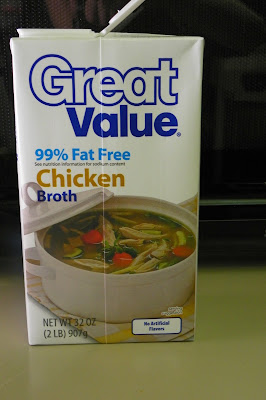 Great
Value®
99% Fat Free
See nutrition information for sodium content
Chicken
Broth
NET WT 32 OZ
(2 LB) 907g
No Artificial
Flavors